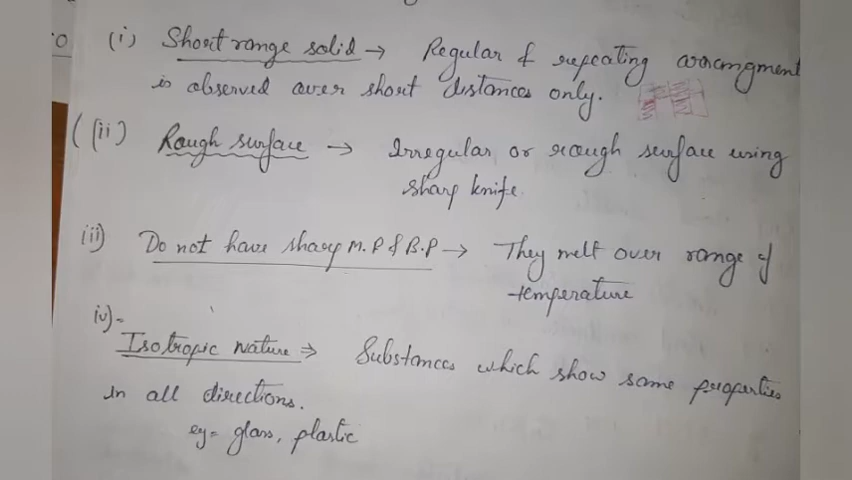 (i) Short range solid → Regular & repeating arrangment
is observed over short distances only.
(ii) Rough surface → Irregular or rough surface using
sharp knife.
iii) Do not have sharp M.P & B.P → They melt over range of
temperature
iv)-
Isotropic nature ⇒ Substances which show same properties
in all directions.
eg= glass, plastic